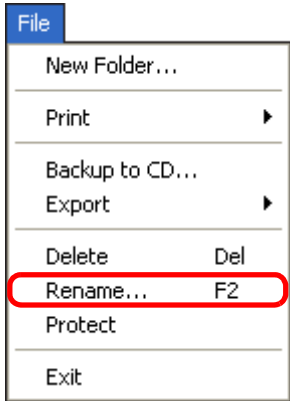 File
New Folder...
Print
Backup to CD...
Export
Delete Del
Rename... F2
Protect
Exit